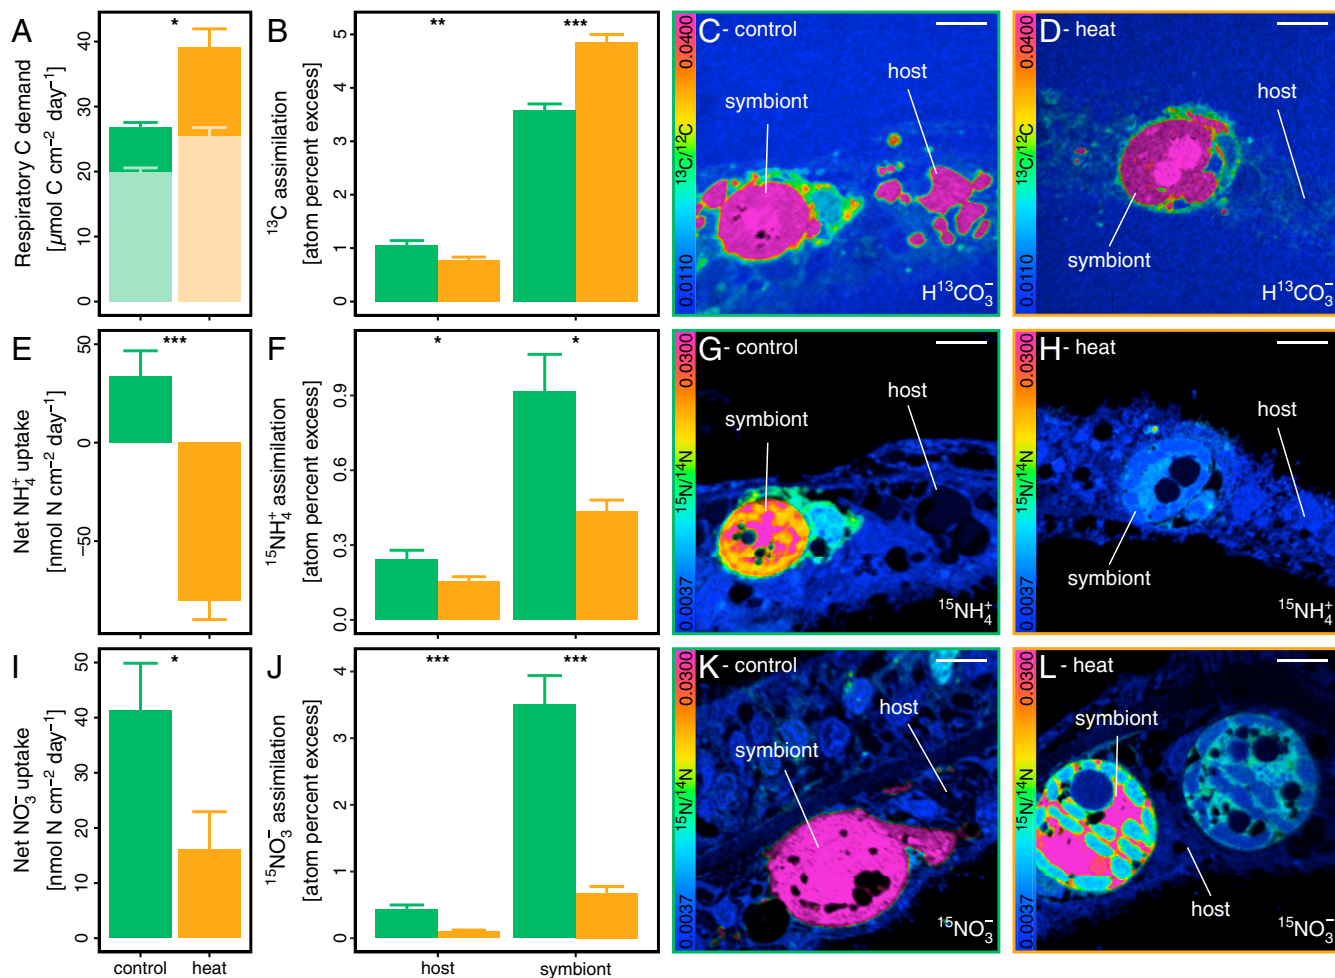 A
Respiratory C demand
[µmol C cm⁻² day⁻¹]
0
10
20
30
40
*
B
¹³C assimilation
[atom percent excess]
0
1
2
3
4
5
**
***
C - control
0.0110
¹³C/¹²C
0.0400
symbiont
host
H¹³CO₃⁻
D - heat
0.0110
¹³C/¹²C
0.0400
host
symbiont
H¹³CO₃⁻
E
Net NH₄⁺ uptake
[nmol N cm⁻² day⁻¹]
−50
0
50
***
F
¹⁵NH₄⁺ assimilation
[atom percent excess]
0.0
0.3
0.6
0.9
*
*
G - control
0.0037
¹⁵N/¹⁴N
0.0300
symbiont
host
¹⁵NH₄⁺
H - heat
0.0037
¹⁵N/¹⁴N
0.0300
host
symbiont
¹⁵NH₄⁺
I
Net NO₃⁻ uptake
[nmol N cm⁻² day⁻¹]
0
10
20
30
40
50
*
control
heat
J
¹⁵NO₃⁻ assimilation
[atom percent excess]
0
1
2
3
4
***
***
host
symbiont
K - control
0.0037
¹⁵N/¹⁴N
0.0300
host
symbiont
¹⁵NO₃⁻
L - heat
0.0037
¹⁵N/¹⁴N
0.0300
symbiont
host
¹⁵NO₃⁻